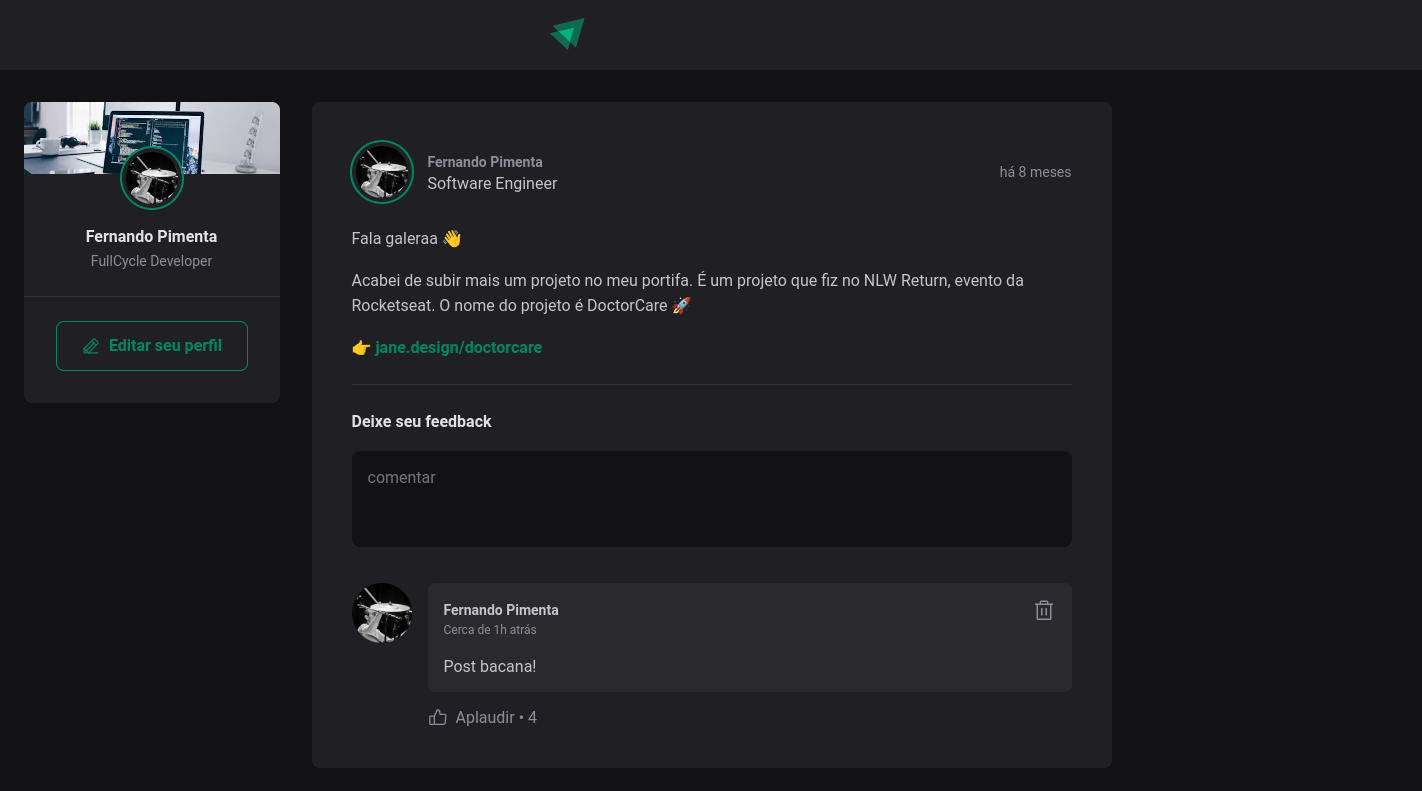 Fernando Pimenta
FullCycle Developer
Editar seu perfil
Fernando Pimenta
Software Engineer
há 8 meses
Fala galeraa 👋
Acabei de subir mais um projeto no meu portifa. É um projeto que fiz no NLW Return, evento da
Rocketseat. O nome do projeto é DoctorCare 🚀
👉 jane.design/doctorcare
Deixe seu feedback
comentar
Fernando Pimenta
Cerca de 1h atrás
Post bacana!
Aplaudir • 4